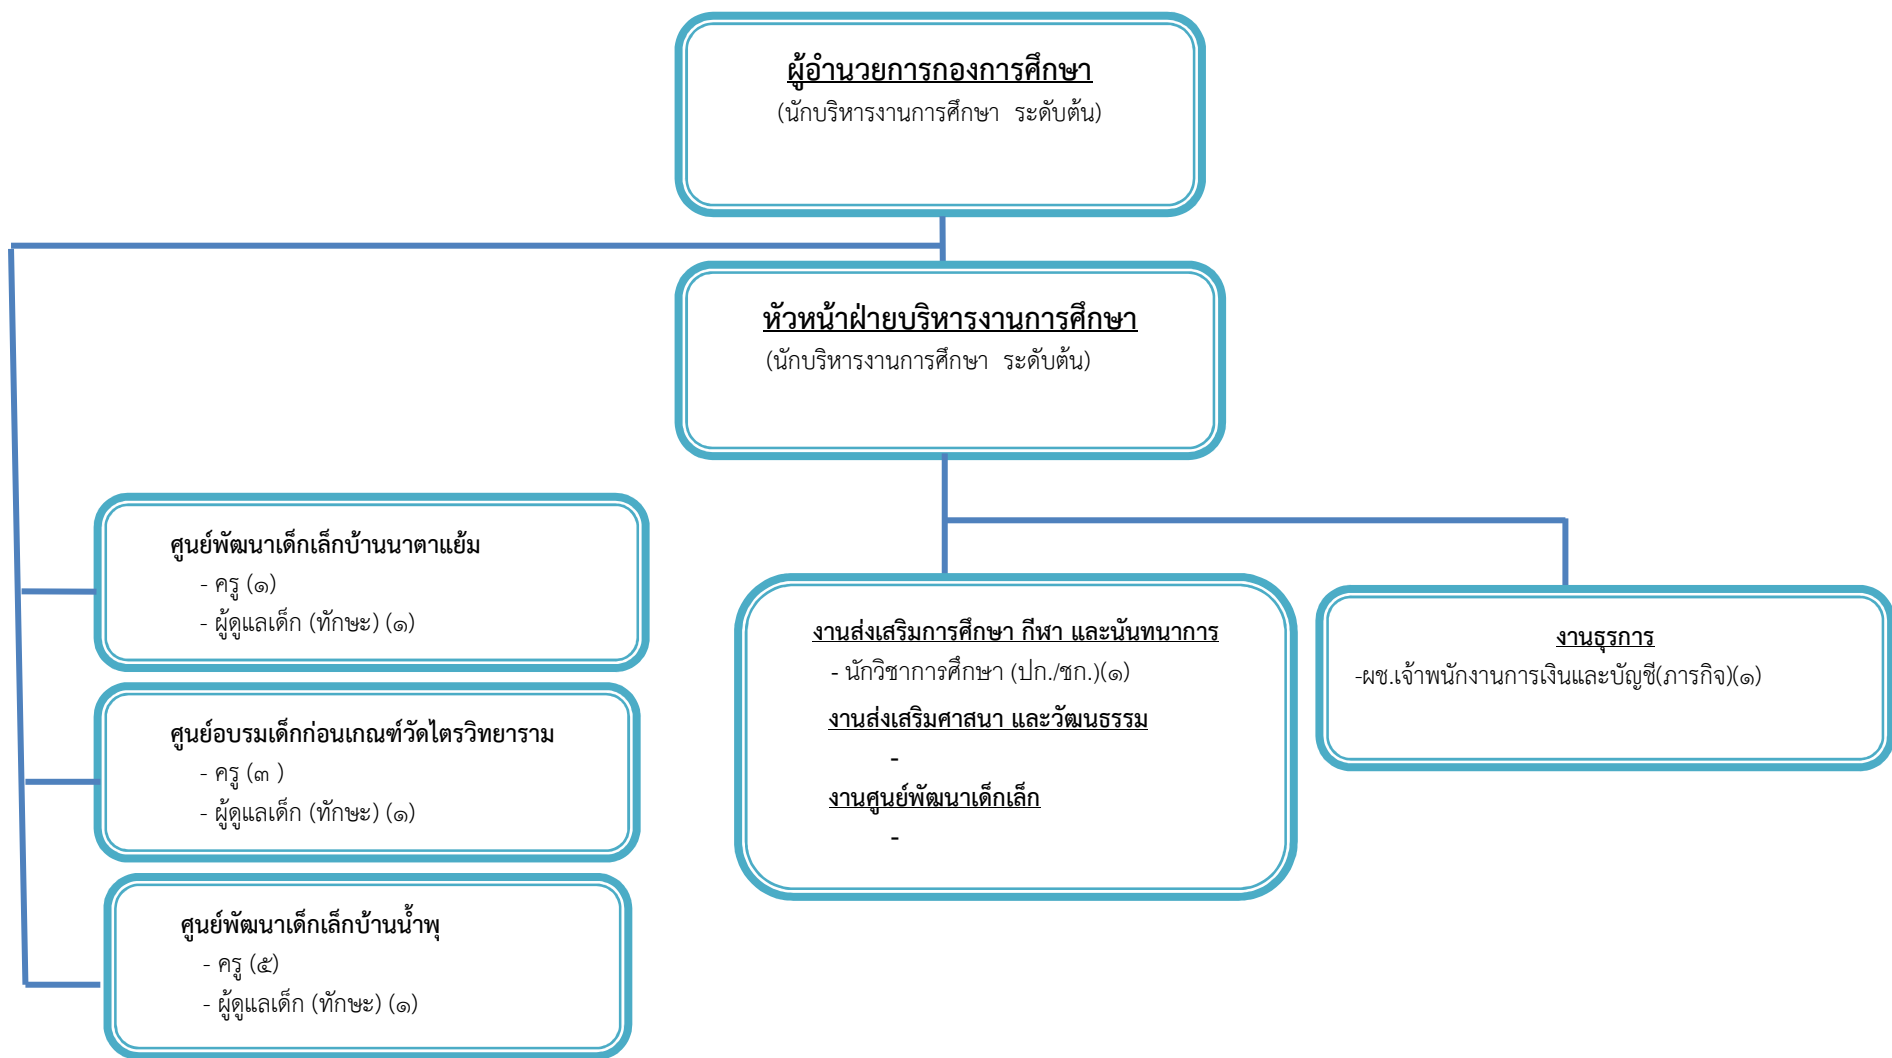 ผู้อำนวยการกองการศึกษา
(นักบริหารงานการศึกษา ระดับต้น)
หัวหน้าฝ่ายบริหารงานการศึกษา
(นักบริหารงานการศึกษา ระดับต้น)
ศูนย์พัฒนาเด็กเล็กบ้านนาตาแย้ม
- ครู (๑)
- ผู้ดูแลเด็ก (ทักษะ) (๑)
ศูนย์อบรมเด็กก่อนเกณฑ์วัดไตรวิทยาราม
- ครู (๓ )
- ผู้ดูแลเด็ก (ทักษะ) (๑)
ศูนย์พัฒนาเด็กเล็กบ้านน้ำพุ
- ครู (๕)
- ผู้ดูแลเด็ก (ทักษะ) (๑)
งานส่งเสริมการศึกษา กีฬา และนันทนาการ
- นักวิชาการศึกษา (ปก./ชก.)(๑)
งานส่งเสริมศาสนา และวัฒนธรรม
-
งานศูนย์พัฒนาเด็กเล็ก
-
งานธุรการ
-ผช.เจ้าพนักงานการเงินและบัญชี(ภารกิจ)(๑)